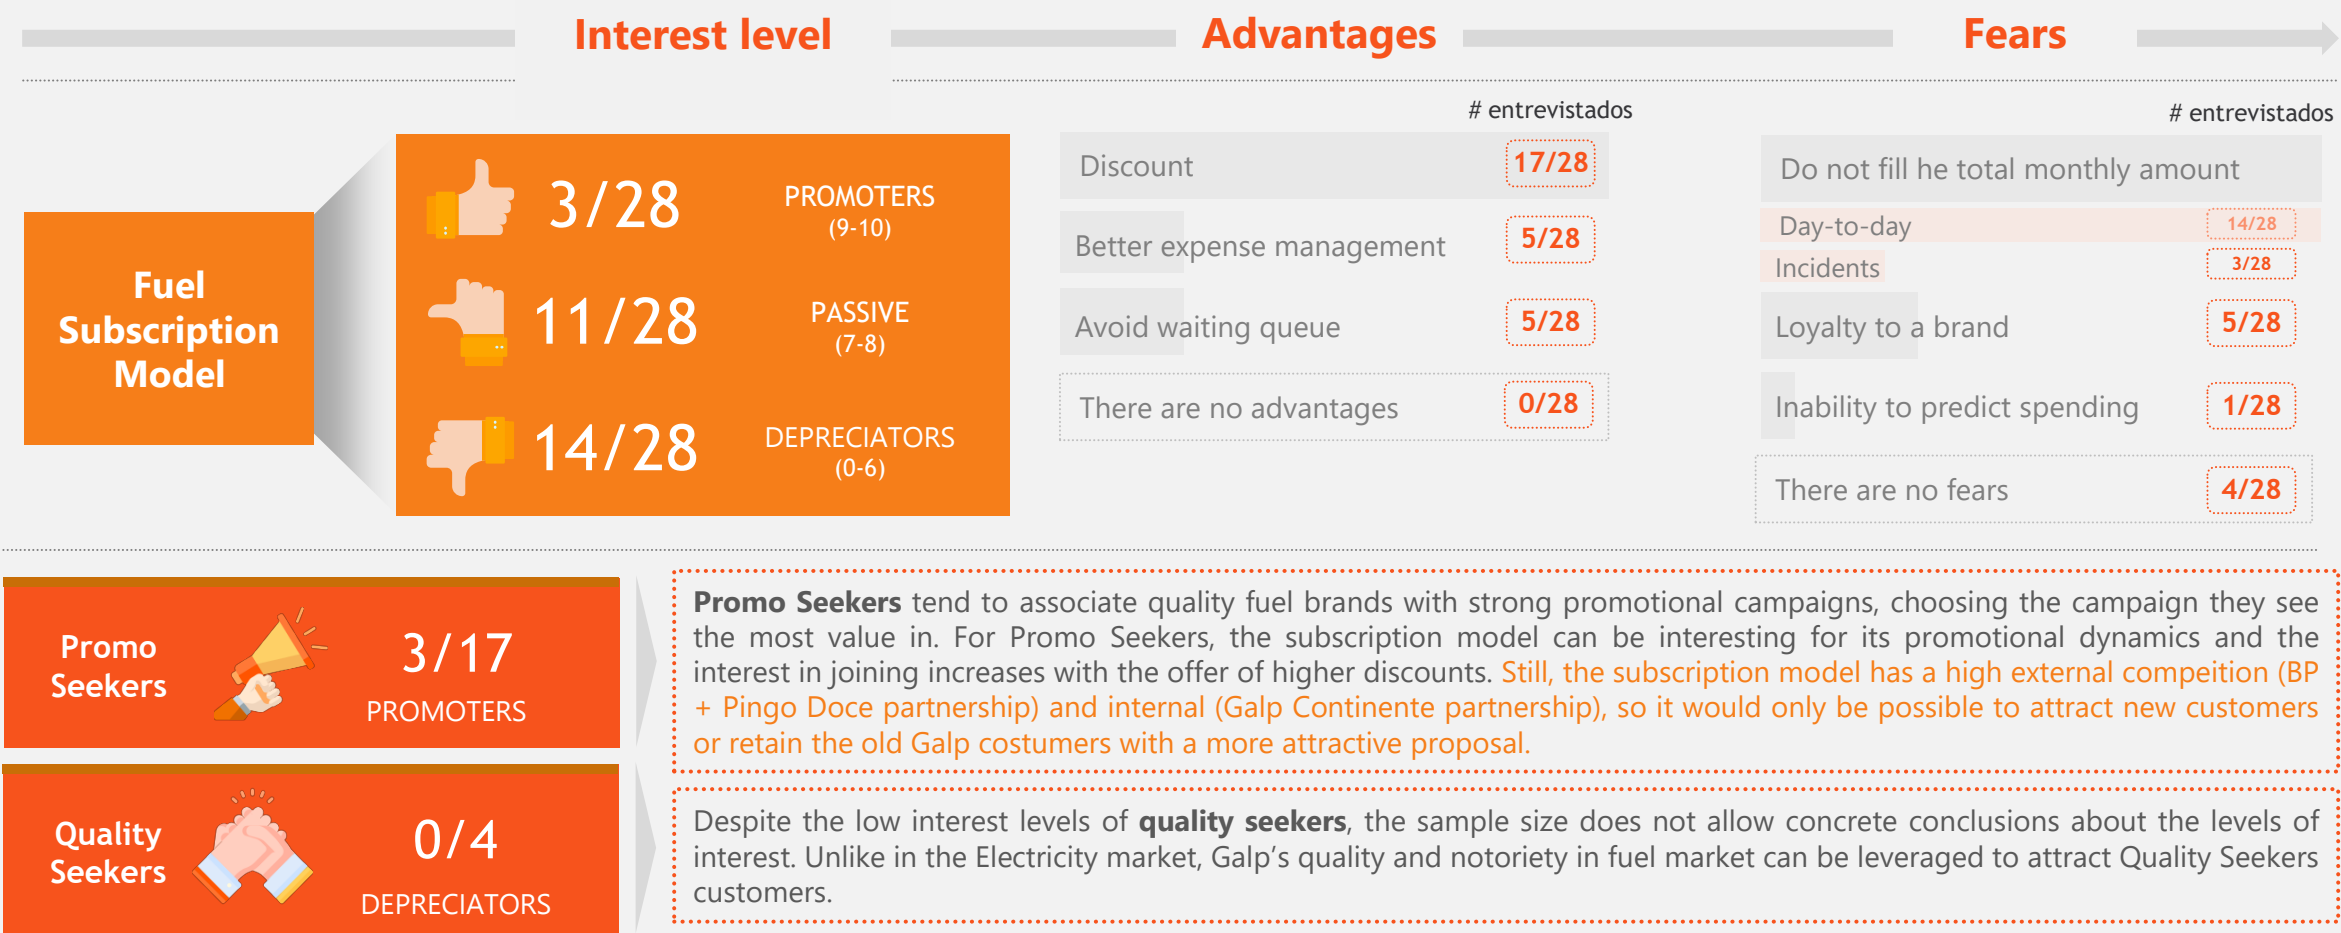 Interest level
Advantages
Fears
Fuel
Subscription
Model
3/28
PROMOTERS
(9-10)
11/28
PASSIVE
(7-8)
14/28
DEPRECIATORS
(0-6)
# entrevistados
Discount
17/28
Better expense management
5/28
Avoid waiting queue
5/28
There are no advantages
0/28
# entrevistados
Do not fill he total monthly amount
Day-to-day
14/28
Incidents
3/28
Loyalty to a brand
5/28
Inability to predict spending
1/28
There are no fears
4/28
Promo
Seekers
3/17
PROMOTERS
Promo Seekers tend to associate quality fuel brands with strong promotional campaigns, choosing the campaign they see
the most value in. For Promo Seekers, the subscription model can be interesting for its promotional dynamics and the
interest in joining increases with the offer of higher discounts. Still, the subscription model has a high external compeition (BP
+ Pingo Doce partnership) and internal (Galp Continente partnership), so it would only be possible to attract new customers
or retain the old Galp costumers with a more attractive proposal.
Quality
Seekers
0/4
DEPRECIATORS
Despite the low interest levels of quality seekers, the sample size does not allow concrete conclusions about the levels of
interest. Unlike in the Electricity market, Galp's quality and notoriety in fuel market can be leveraged to attract Quality Seekers
customers.